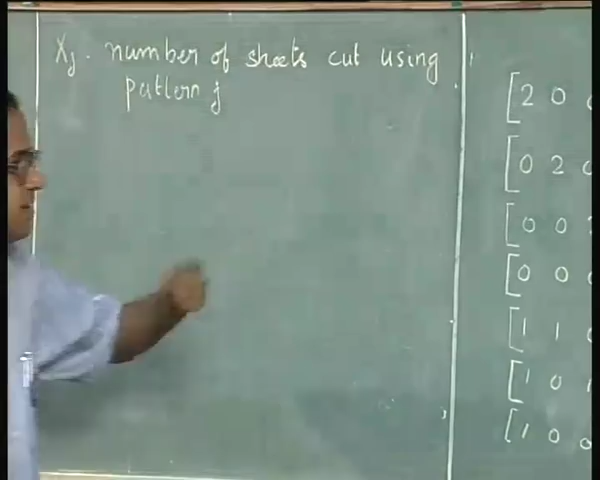 Xj - number of sheets cut using
pattern j
[2 0
[0 2
[0 0
[0 0
[1 1
[1 0
[1 0 0